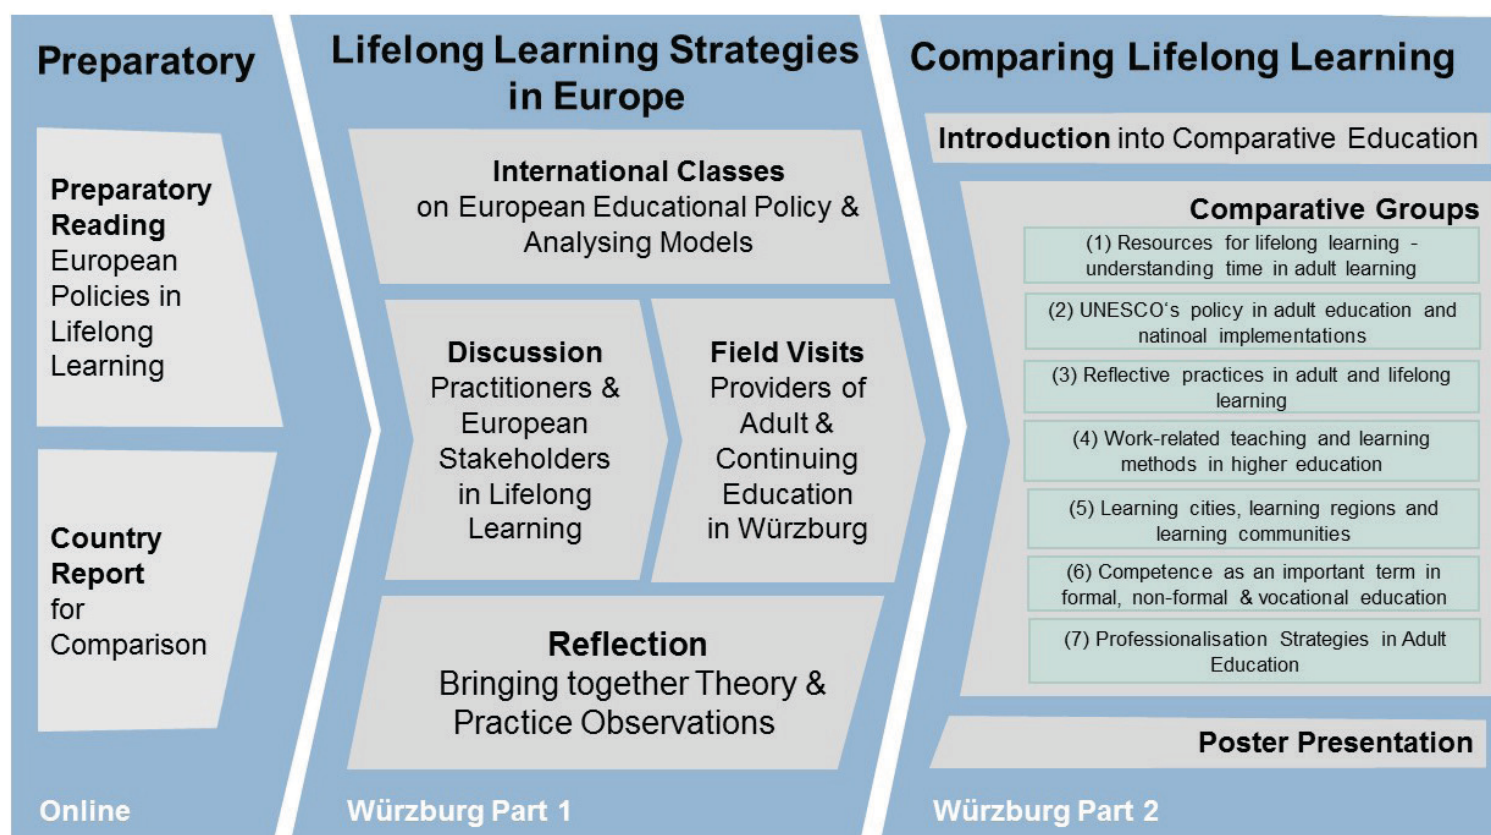 Preparatory
Preparatory
Reading
European
Policies in
Lifelong
Learning
Country
Report
for
Comparison
Online
Lifelong Learning Strategies
in Europe
International Classes
on European Educational Policy &
Analysing Models
Discussion
Practitioners &
European
Stakeholders
in Lifelong
Learning
Field Visits
Providers of
Adult &
Continuing
Education
in Würzburg
Reflection
Bringing together Theory &
Practice Observations
Würzburg Part 1
Comparing Lifelong Learning
Introduction into Comparative Education
Comparative Groups
(1) Resources for lifelong learning -
understanding time in adult learning
(2) UNESCO‘s policy in adult education and
natinoal implementations
(3) Reflective practices in adult and lifelong
learning
(4) Work-related teaching and learning
methods in higher education
(5) Learning cities, learning regions and
learning communities
(6) Competence as an important term in
formal, non-formal & vocational education
(7) Professionalisation Strategies in Adult
Education
Poster Presentation
Würzburg Part 2